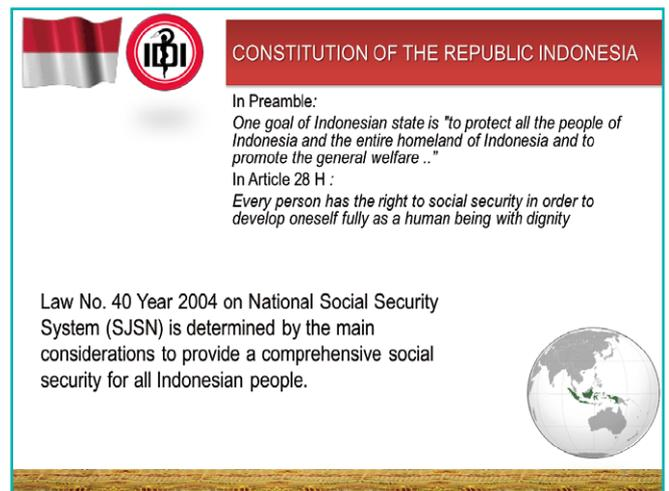 IDI
CONSTITUTION OF THE REPUBLIC INDONESIA
In Preamble:
One goal of Indonesian state is "to protect all the people of
Indonesia and the entire homeland of Indonesia and to
promote the general welfare .."
In Article 28 H :
Every person has the right to social security in order to
develop oneself fully as a human being with dignity
Law No. 40 Year 2004 on National Social Security
System (SJSN) is determined by the main
considerations to provide a comprehensive social
security for all Indonesian people.